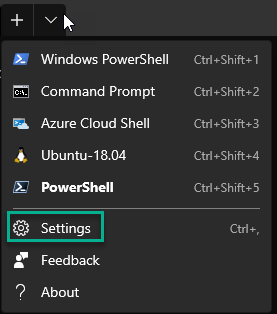 Windows PowerShell Ctrl+Shift+1
Command Prompt Ctrl+Shift+2
Azure Cloud Shell Ctrl+Shift+3
Ubuntu-18.04 Ctrl+Shift+4
PowerShell Ctrl+Shift+5
Settings Ctrl+,
Feedback
About